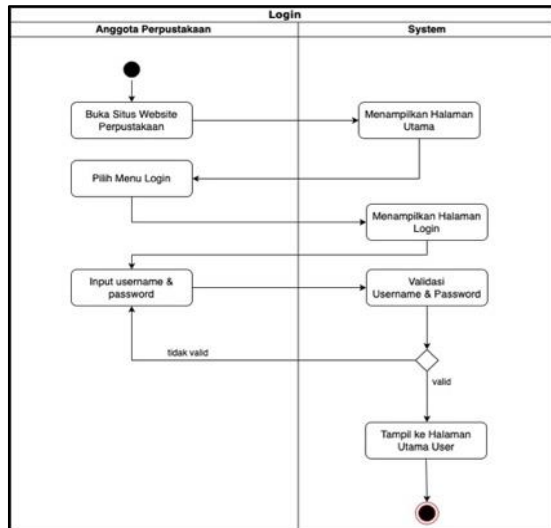 Login
Anggota Perpustakaan
System
Buka Situs Website
Perpustakaan
Menampilkan Halaman
Utama
Pilih Menu Login
Menampilkan Halaman
Login
Input username &
password
Validasi
Username & Password
tidak valid
valid
Tampil ke Halaman
Utama User